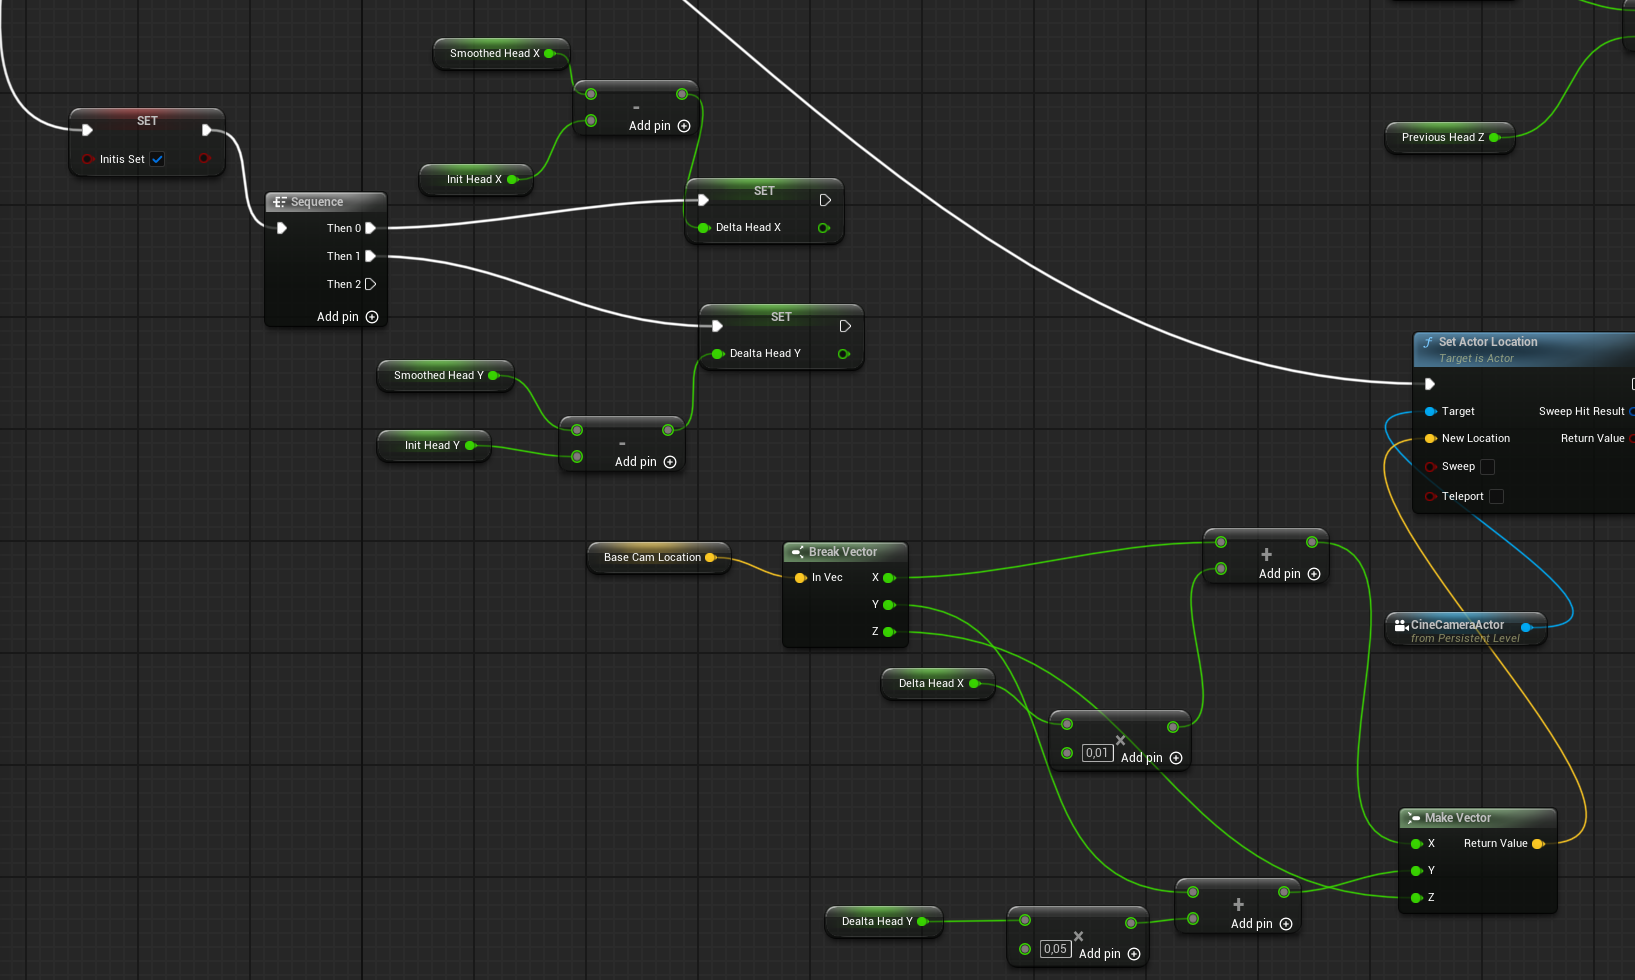 Smoothed Head X
-
Add pin
SET
Initis Set
Previous Head Z
Init Head X
SET
Delta Head X
Sequence
Then 0
Then 1
Then 2
Add pin
SET
Dealta Head Y
Set Actor Location
Target is Actor
Target
Sweep Hit Result
New Location
Return Value
Sweep
Teleport
Smoothed Head Y
Init Head Y
-
Add pin
Base Cam Location
Break Vector
In Vec
X
Y
Z
+
Add pin
CineCameraActor
from Persistent Level
Delta Head X
×
0,01
Add pin
Make Vector
X
Return Value
Y
Z
+
Add pin
Dealta Head Y
×
0,05
Add pin